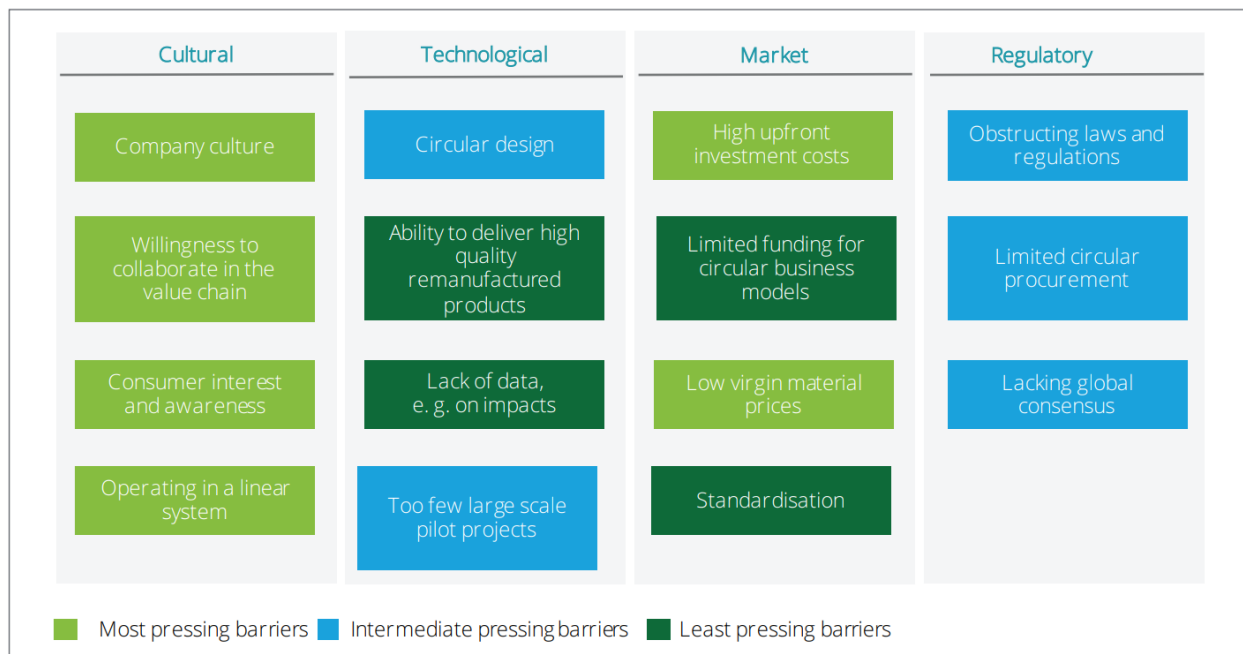 Cultural
Company culture
Willingness to
collaborate in the
value chain
Consumer interest
and awareness
Operating in a linear
system
Technological
Circular design
Ability to deliver high
quality
remanufactured
products
Lack of data,
e. g. on impacts
Too few large scale
pilot projects
Market
High upfront
investment costs
Limited funding for
circular business
models
Low virgin material
prices
Standardisation
Regulatory
Obstructing laws and
regulations
Limited circular
procurement
Lacking global
consensus
Most pressing barriers
Intermediate pressing barriers
Least pressing barriers